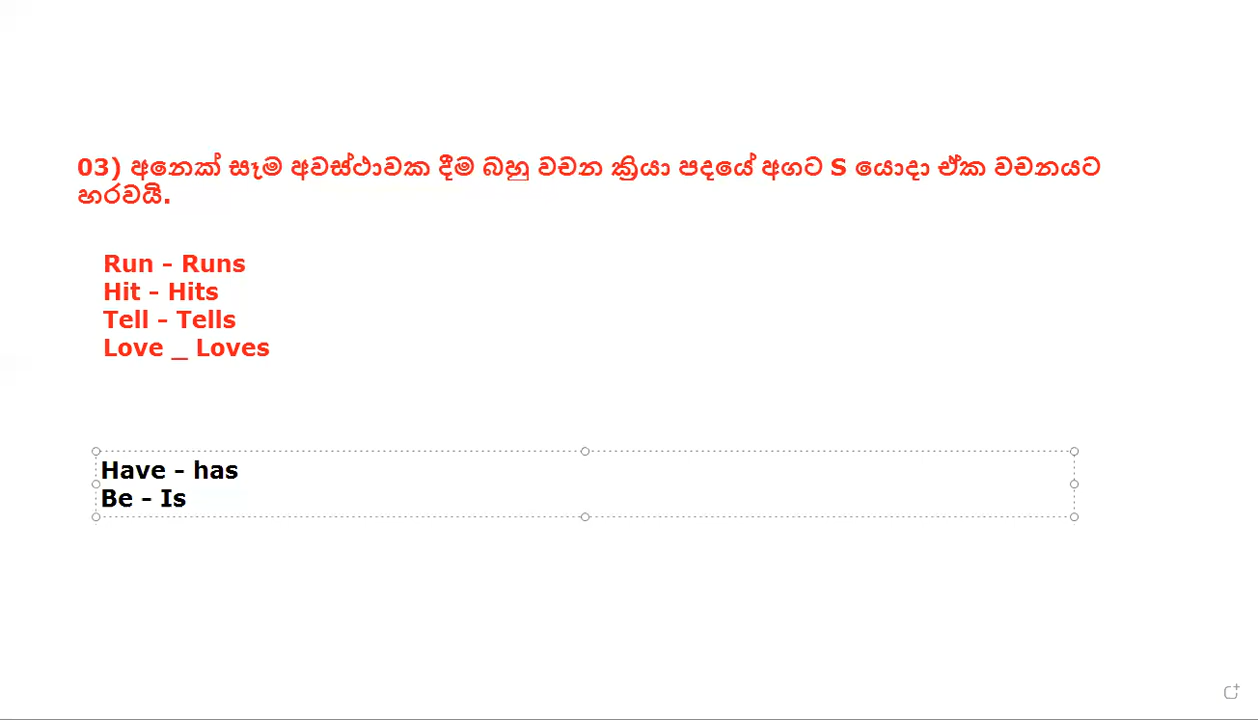 03) අනෙක් සෑම අවස්ථාවක දීම බහු වචන ක්‍රියා පදයේ අගට S යොදා ඒක වචනයට
හරවයි.
Run - Runs
Hit - Hits
Tell - Tells
Love _ Loves
Have - has
Be - Is